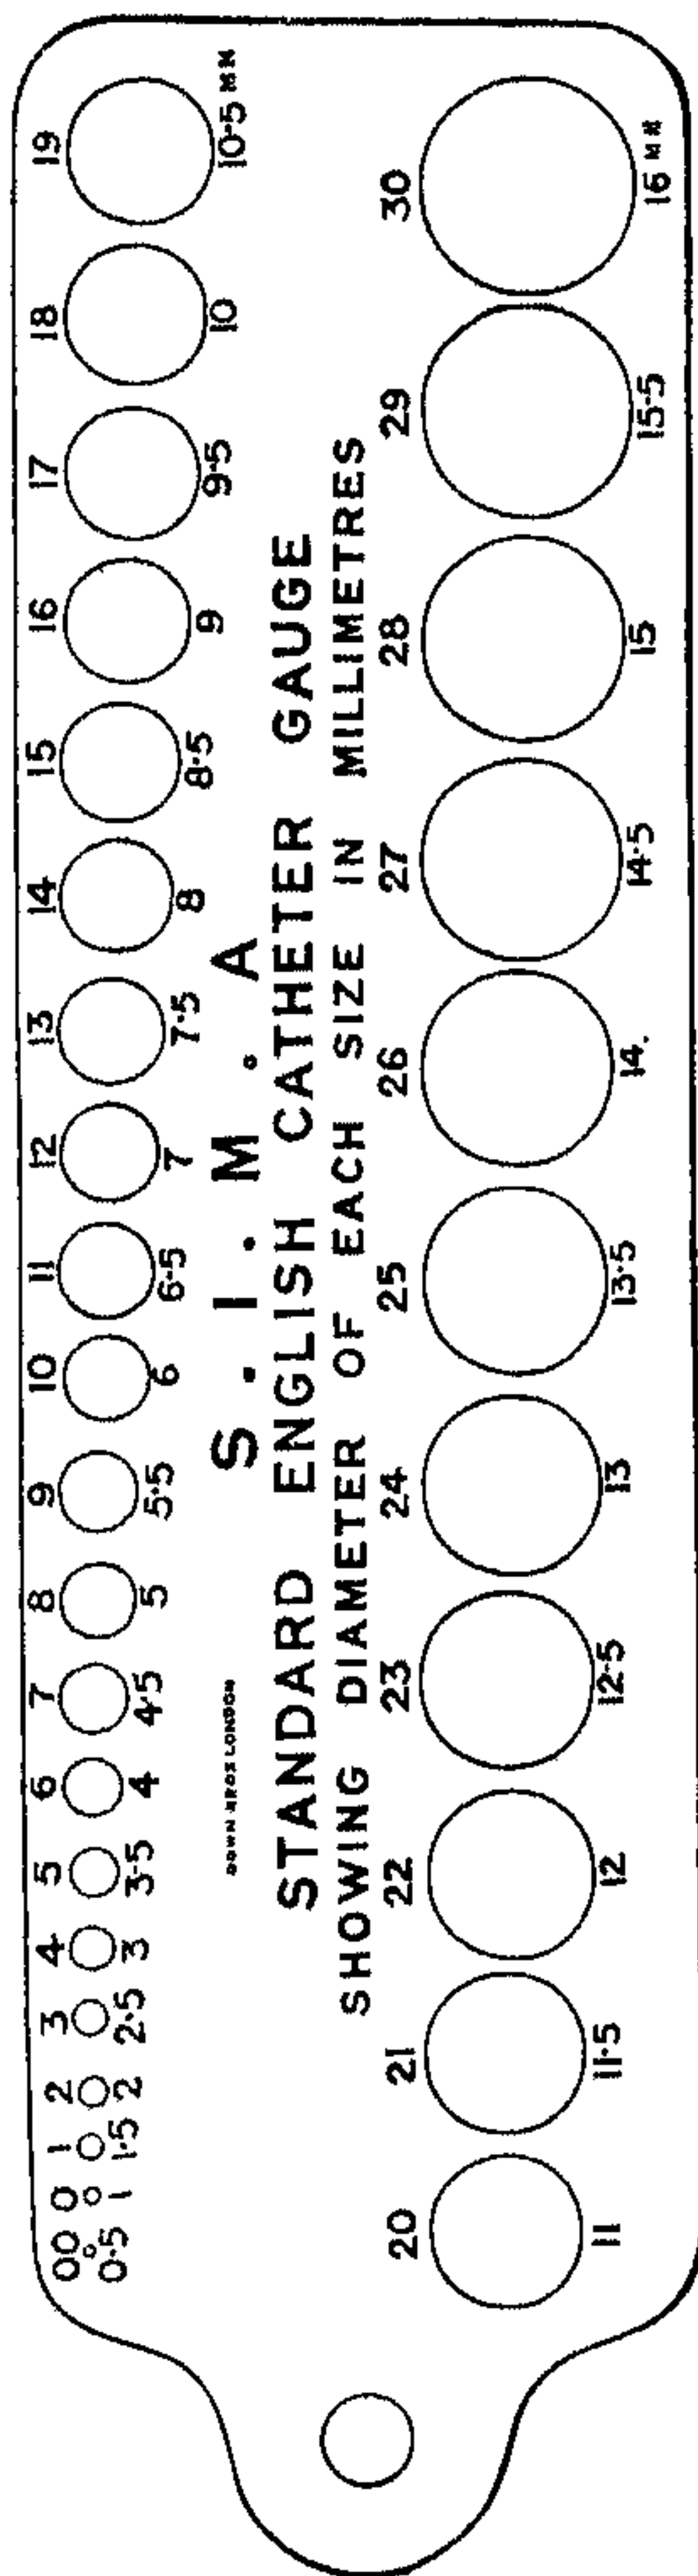 00 0 1 2 3 4 5 6 7 8 9 10 11 12 13 14 15 16 17 18 19
0·5 1 1·5 2 2·5 3 3·5 4 4·5 5 5·5 6 6·5 7 7·5 8 8·5 9 9·5 10 10·5 MM
DOWN BROS LONDON
S. I. M. A
STANDARD ENGLISH CATHETER GAUGE
SHOWING DIAMETER OF EACH SIZE IN MILLIMETRES
20 21 22 23 24 25 26 27 28 29 30
11 11·5 12 12·5 13 13·5 14. 14·5 15 15·5 16 MM